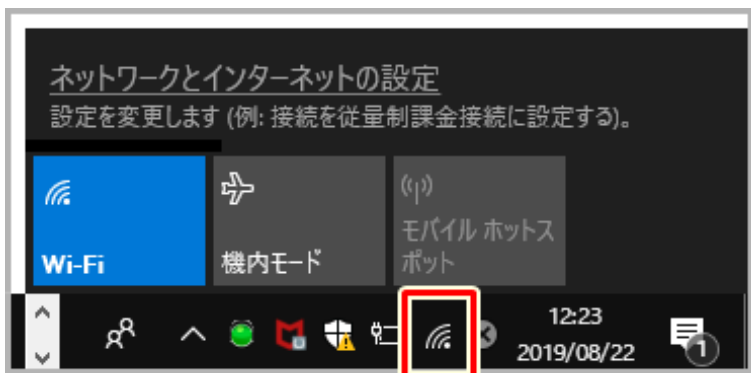 ネットワークとインターネットの設定
設定を変更します (例: 接続を従量制課金接続に設定する)。
Wi-Fi
機内モード
モバイル ホットス
ポット
12:23
2019/08/22
1